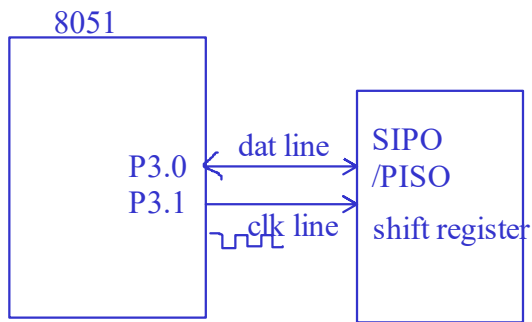 8051
P3.0
P3.1
dat line
clk line
SIPO
/PISO
shift register